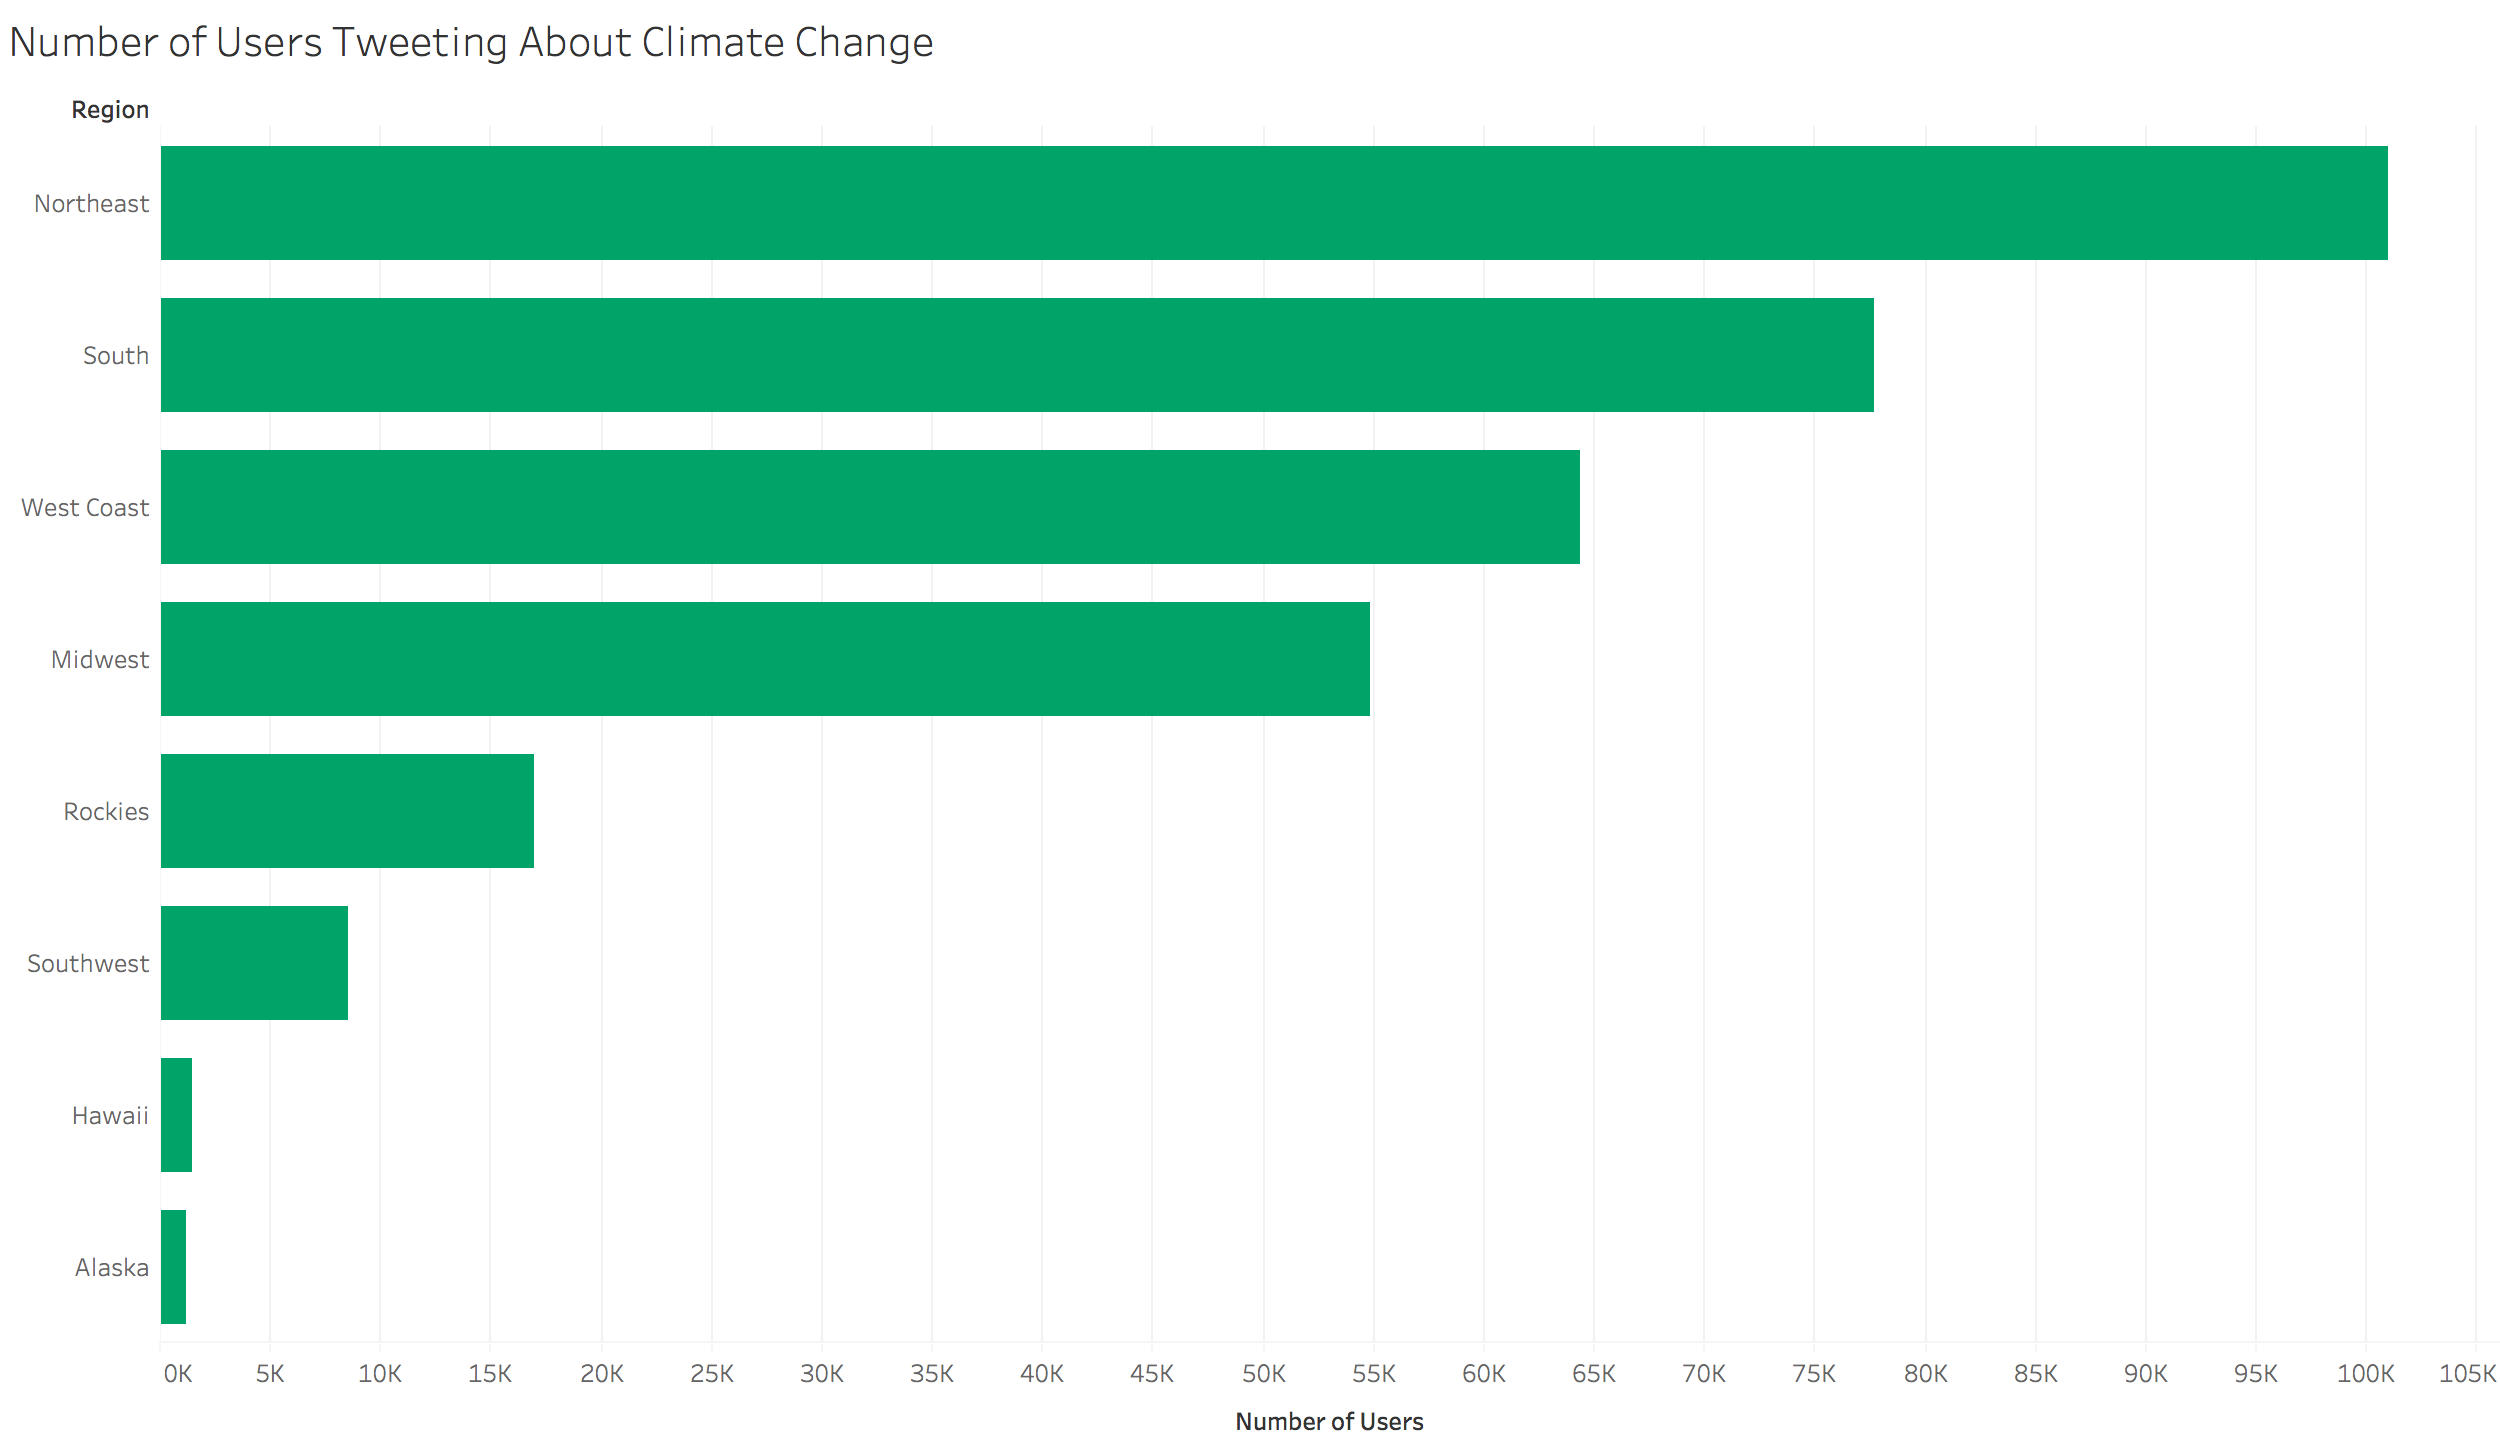 Number of Users Tweeting About Climate Change
Region
Northeast
South
West Coast
Midwest
Rockies
Southwest
Hawaii
Alaska
0K 5K 10K 15K 20K 25K 30K 35K 40K 45K 50K 55K 60K 65K 70K 75K 80K 85K 90K 95K 100K 105K
Number of Users